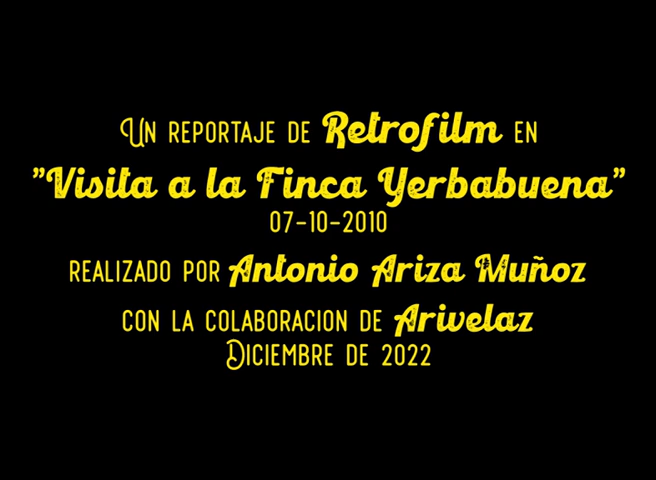 Un reportaje de Retrofilm en
"Visita a la Finca Yerbabuena"
07-10-2010
realizado por Antonio Ariza Muñoz
con la colaboracion de Arivelaz
Diciembre de 2022